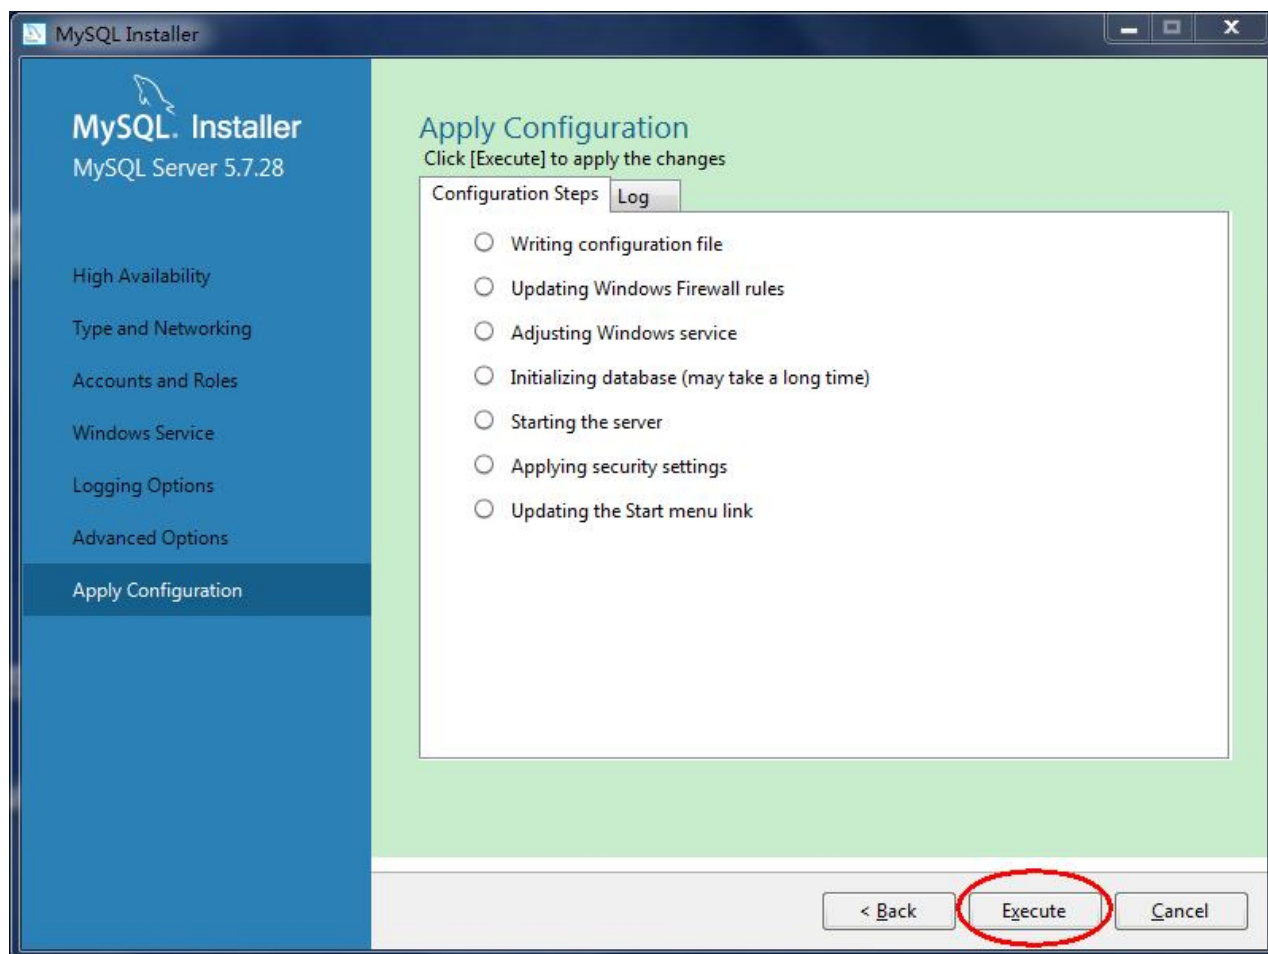 MySQL Installer
MySQL. Installer
MySQL Server 5.7.28
High Availability
Type and Networking
Accounts and Roles
Windows Service
Logging Options
Advanced Options
Apply Configuration
Apply Configuration
Click [Execute] to apply the changes
Configuration Steps Log
Writing configuration file
Updating Windows Firewall rules
Adjusting Windows service
Initializing database (may take a long time)
Starting the server
Applying security settings
Updating the Start menu link
< Back Execute Cancel